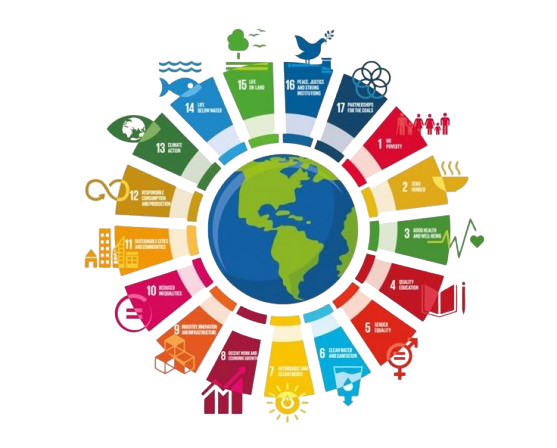 1 NO
POVERTY
2 ZERO
HUNGER
3 GOOD HEALTH
AND WELL-BEING
4 QUALITY
EDUCATION
5 GENDER
EQUALITY
6 CLEAN WATER
AND SANITATION
7 AFFORDABLE AND
CLEAN ENERGY
8 DECENT WORK AND
ECONOMIC GROWTH
9 INDUSTRY, INNOVATION
AND INFRASTRUCTURE
10 REDUCED
INEQUALITIES
11 SUSTAINABLE CITIES
AND COMMUNITIES
12 RESPONSIBLE
CONSUMPTION
AND PRODUCTION
13 CLIMATE
ACTION
14 LIFE
BELOW WATER
15 LIFE
ON LAND
16 PEACE, JUSTICE
AND STRONG
INSTITUTIONS
17 PARTNERSHIPS
FOR THE GOALS